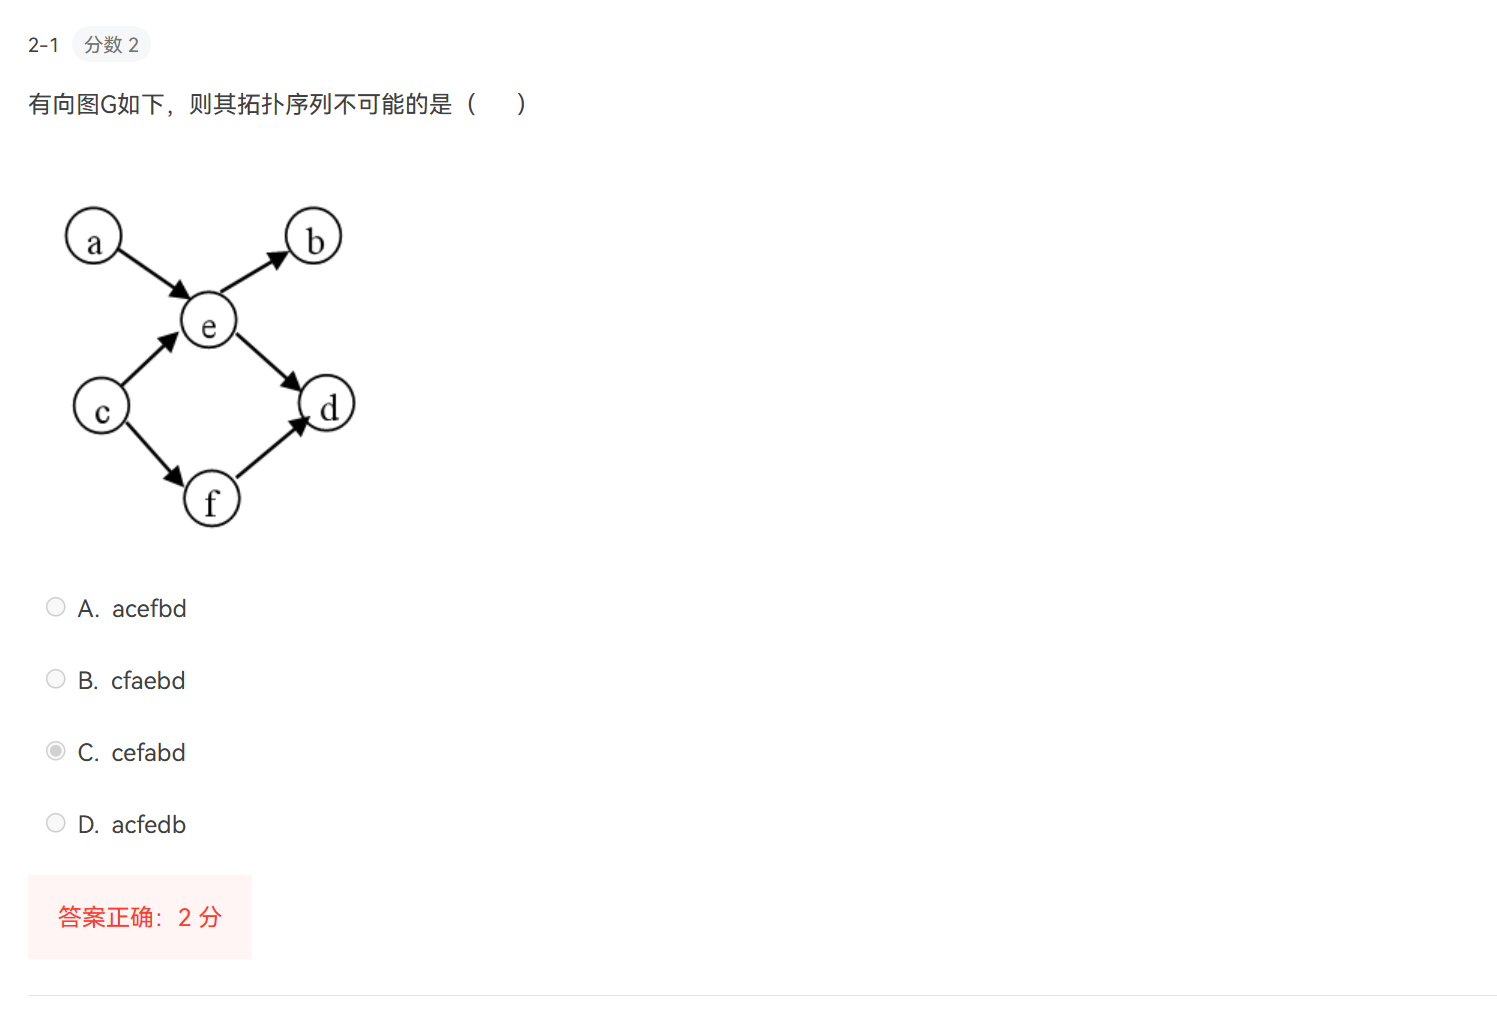 2-1 分数 2
有向图G如下，则其拓扑序列不可能的是（ ）
a
b
e
c
d
f
A. acefbd
B. cfaebd
C. cefabd
D. acfedb
答案正确：2 分